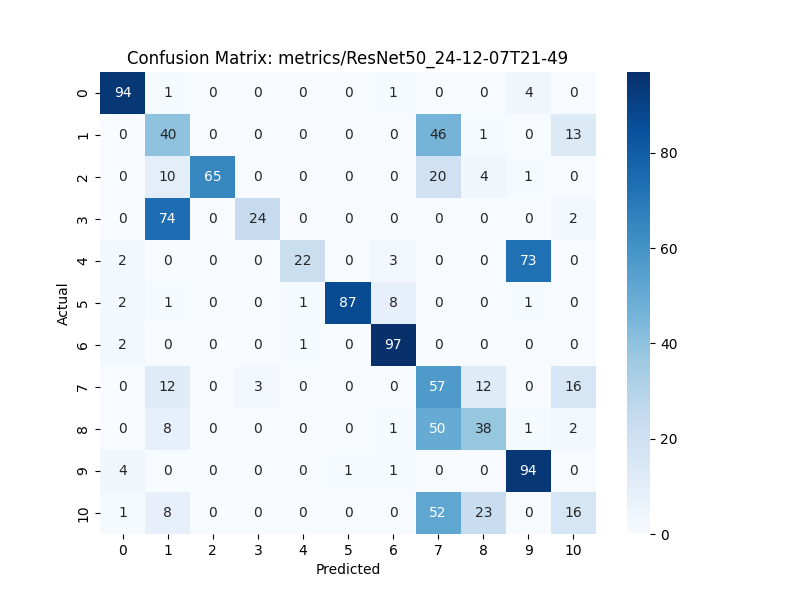 Confusion Matrix: metrics/ResNet50_24-12-07T21-49
0 94 1 0 0 0 0 1 0 0 4 0
1 0 40 0 0 0 0 0 46 1 0 13
2 0 10 65 0 0 0 0 20 4 1 0
3 0 74 0 24 0 0 0 0 0 0 2
4 2 0 0 0 22 0 3 0 0 73 0
5 2 1 0 0 1 87 8 0 0 1 0
6 2 0 0 0 1 0 97 0 0 0 0
7 0 12 0 3 0 0 0 57 12 0 16
8 0 8 0 0 0 0 1 50 38 1 2
9 4 0 0 0 0 1 1 0 0 94 0
10 1 8 0 0 0 0 0 52 23 0 16
0 1 2 3 4 5 6 7 8 9 10
Predicted
Actual
80
60
40
20
0